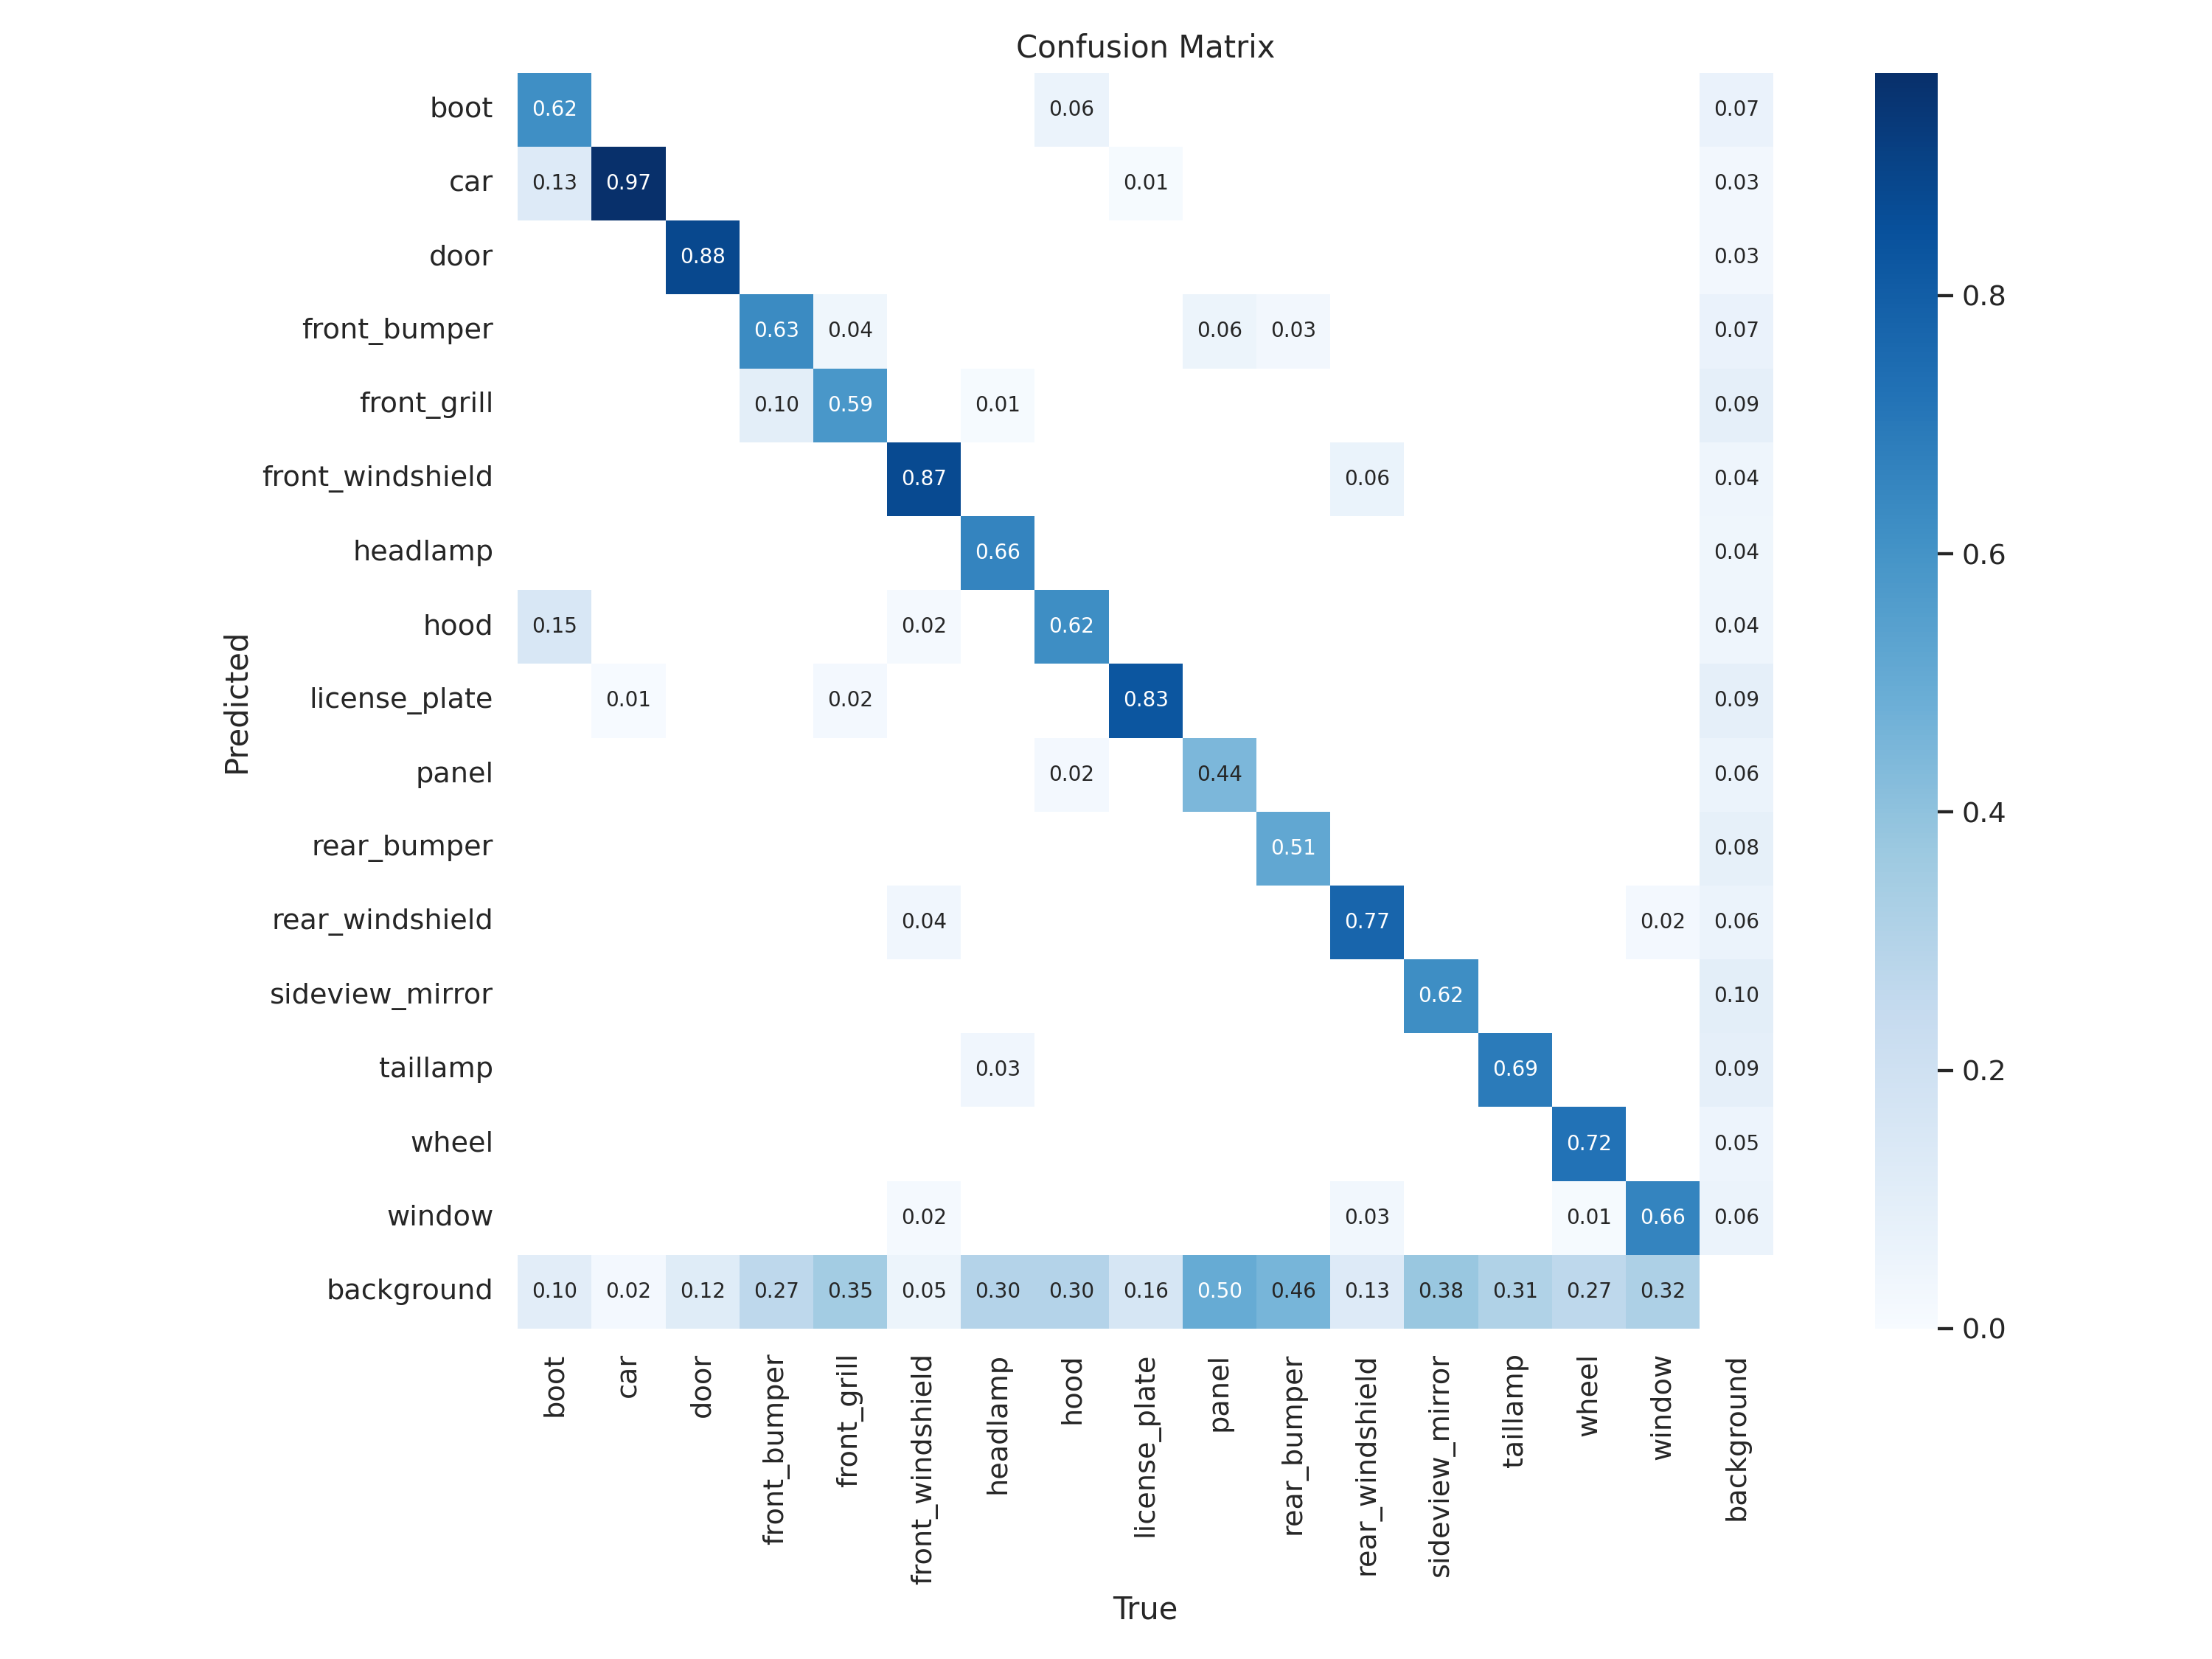 Confusion Matrix
boot 0.62 0.06 0.07
car 0.13 0.97 0.01 0.03
door 0.88 0.03
front_bumper 0.63 0.04 0.06 0.03 0.07
0.8
front_grill 0.10 0.59 0.01 0.09
front_windshield 0.87 0.06 0.04
headlamp 0.66 0.04
0.6
hood 0.15 0.02 0.62 0.04
Predicted
license_plate 0.01 0.02 0.83 0.09
panel 0.02 0.44 0.06
0.4
rear_bumper 0.51 0.08
rear_windshield 0.04 0.77 0.02 0.06
sideview_mirror 0.62 0.10
taillamp 0.03 0.69 0.09
0.2
wheel 0.72 0.05
window 0.02 0.03 0.01 0.66 0.06
background 0.10 0.02 0.12 0.27 0.35 0.05 0.30 0.30 0.16 0.50 0.46 0.13 0.38 0.31 0.27 0.32
0.0
boot
car
door
front_bumper
front_grill
front_windshield
headlamp
hood
license_plate
panel
rear_bumper
rear_windshield
sideview_mirror
taillamp
wheel
window
background
True